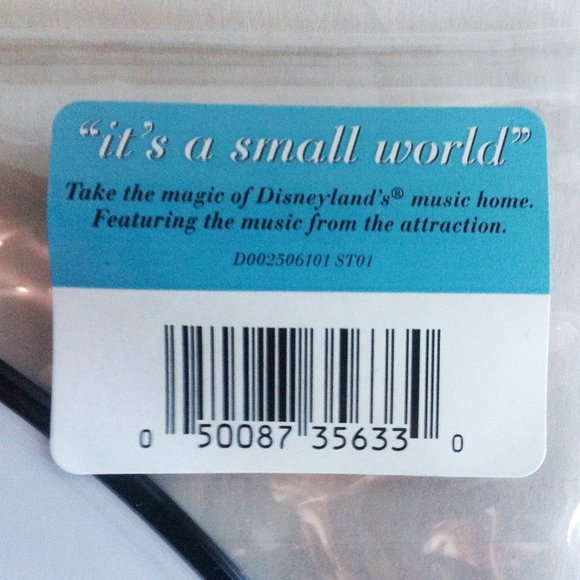 “it’s a small world”
Take the magic of Disneyland’s® music home.
Featuring the music from the attraction.
D002506101 ST01
0 50087 35633 0